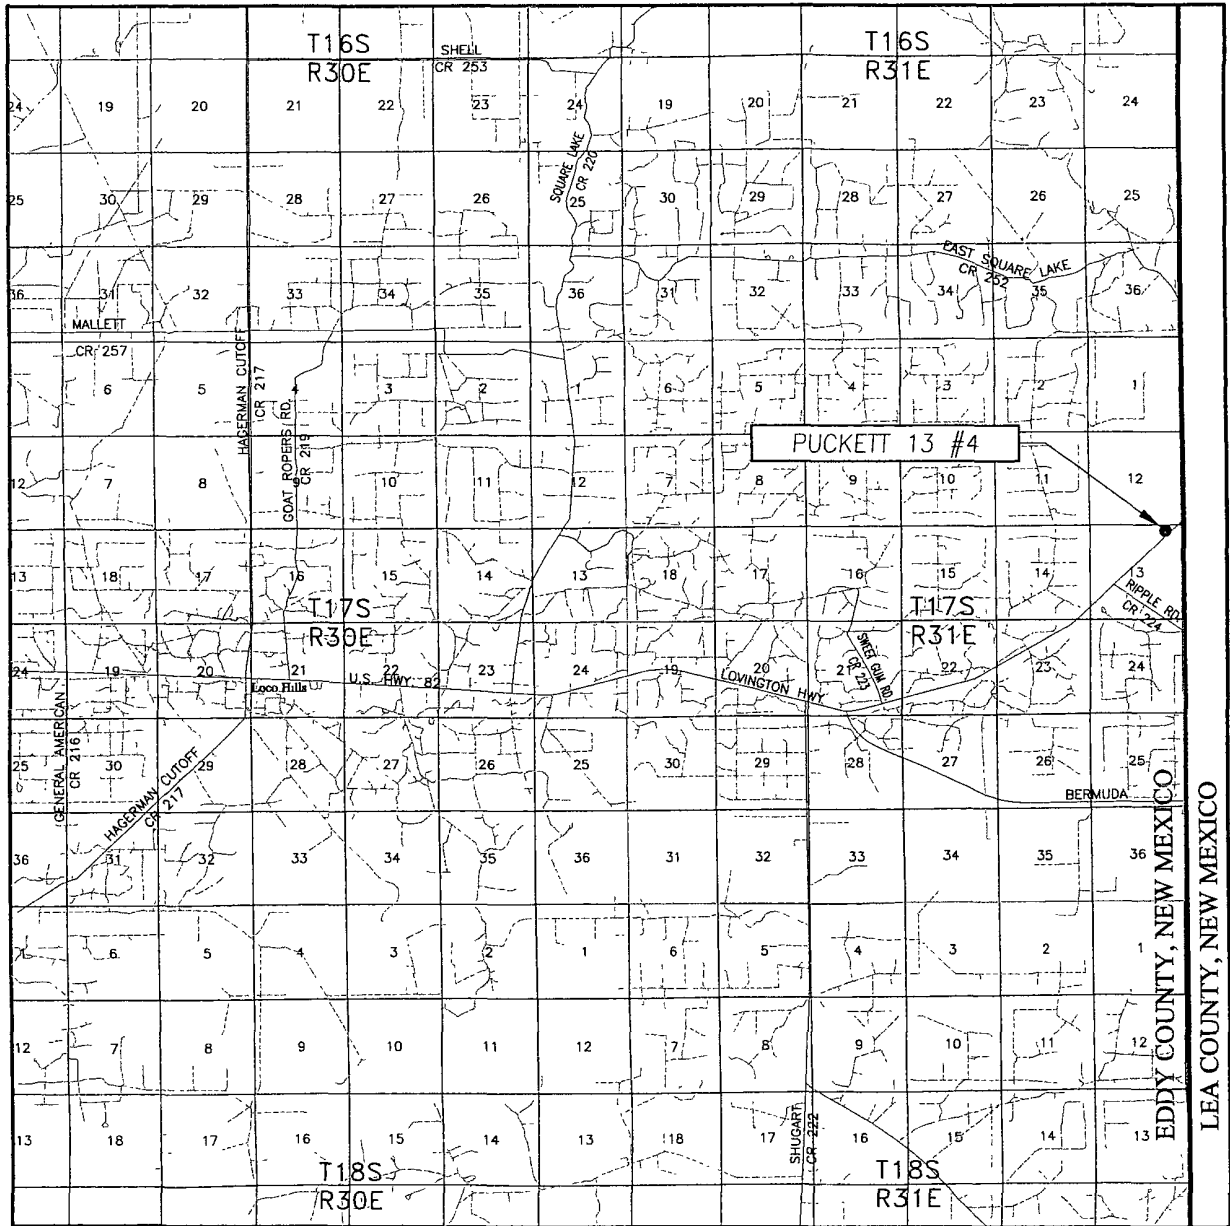 T16S
R30E
SHELL
CR 253
T16S
R31E
24 19 20 21 22 23 24 19 20 21 22 23 24
SQUARE LAKE
CR 220
25 30 29 28 27 26 25 30 29 28 27 26 25
EAST SQUARE LAKE
CR 252
36 31 32 33 34 35 36 31 32 33 34 35 36
MALLETT
CR 257
HAGERMAN CUTOFF
CR 217
6 5 4 3 2 1 6 5 4 3 2 1
GOAT ROPERS RD.
CR 219
PUCKETT 13 #4
12 7 8 9 10 11 12 7 8 9 10 11 12
13 18 17 16 15 14 13 18 17 16 15 14 13
RIPPLE RD.
CR 224
T17S
R30E
T17S
R31E
SWEET GUM RD.
CR 223
24 19 20 21 22 23 24 19 20 21 22 23 24
Loco Hills
U.S. HWY. 82
LOVINGTON HWY
GENERAL AMERICAN
CR 216
25 30 29 28 27 26 25 30 29 28 27 26 25
HAGERMAN CUTOFF
CR 217
BERMUDA
36 31 32 33 34 35 36 31 32 33 34 35 36
1 6 5 4 3 2 1 6 5 4 3 2 1
12 7 8 9 10 11 12 7 8 9 10 11 12
SHUGART
CR 222
13 18 17 16 15 14 13 18 17 16 15 14 13
T18S
R30E
T18S
R31E
EDDY COUNTY, NEW MEXICO
LEA COUNTY, NEW MEXICO